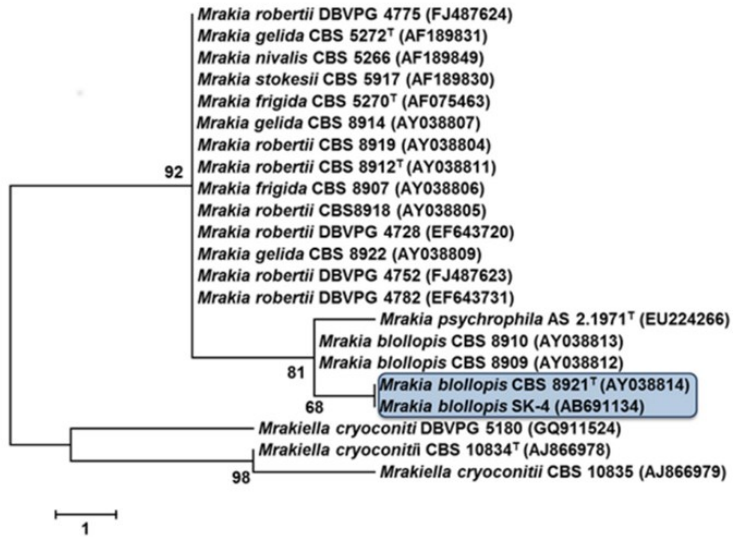 Mrakia robertii DBVPG 4775 (FJ487624)
Mrakia gelida CBS 5272ᵀ (AF189831)
Mrakia nivalis CBS 5266 (AF189849)
Mrakia stokesii CBS 5917 (AF189830)
Mrakia frigida CBS 5270ᵀ (AF075463)
Mrakia gelida CBS 8914 (AY038807)
Mrakia robertii CBS 8919 (AY038804)
92
Mrakia robertii CBS 8912ᵀ (AY038811)
Mrakia frigida CBS 8907 (AY038806)
Mrakia robertii CBS8918 (AY038805)
Mrakia robertii DBVPG 4728 (EF643720)
Mrakia gelida CBS 8922 (AY038809)
Mrakia robertii DBVPG 4752 (FJ487623)
Mrakia robertii DBVPG 4782 (EF643731)
Mrakia psychrophila AS 2.1971ᵀ (EU224266)
Mrakia blollopis CBS 8910 (AY038813)
Mrakia blollopis CBS 8909 (AY038812)
81
Mrakia blollopis CBS 8921ᵀ (AY038814)
68
Mrakia blollopis SK-4 (AB691134)
Mrakiella cryoconiti DBVPG 5180 (GQ911524)
Mrakiella cryoconitii CBS 10834ᵀ (AJ866978)
98
Mrakiella cryoconitii CBS 10835 (AJ866979)
1